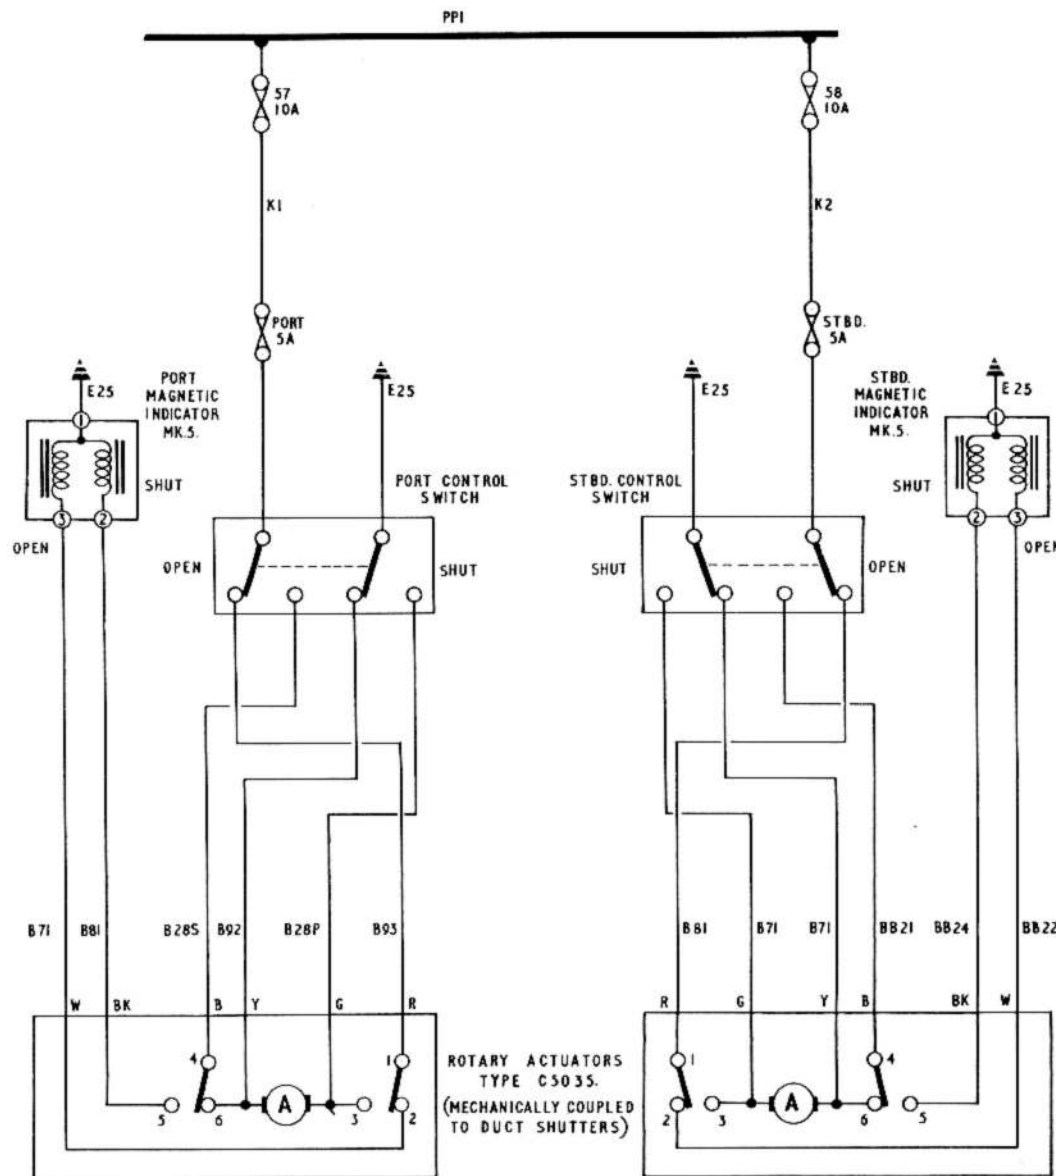 PP1
57
10A
58
10A
K1
K2
PORT
5A
STBD.
5A
E25
PORT
MAGNETIC
INDICATOR
MK.5.
E25
E25
STBD.
MAGNETIC
INDICATOR
MK.5.
E25
1
SHUT
3
2
OPEN
PORT CONTROL
SWITCH
STBD. CONTROL
SWITCH
1
SHUT
2
3
OPEN
OPEN
SHUT
SHUT
OPEN
B71
B81
B28S
B92
B28P
B93
B81
B71
B71
BB21
BB24
BB22
W
BK
B
Y
G
R
R
G
Y
B
BK
W
4
1
5
6
A
3
2
ROTARY ACTUATORS
TYPE C5035.
(MECHANICALLY COUPLED
TO DUCT SHUTTERS)
1
4
2
3
A
6
5